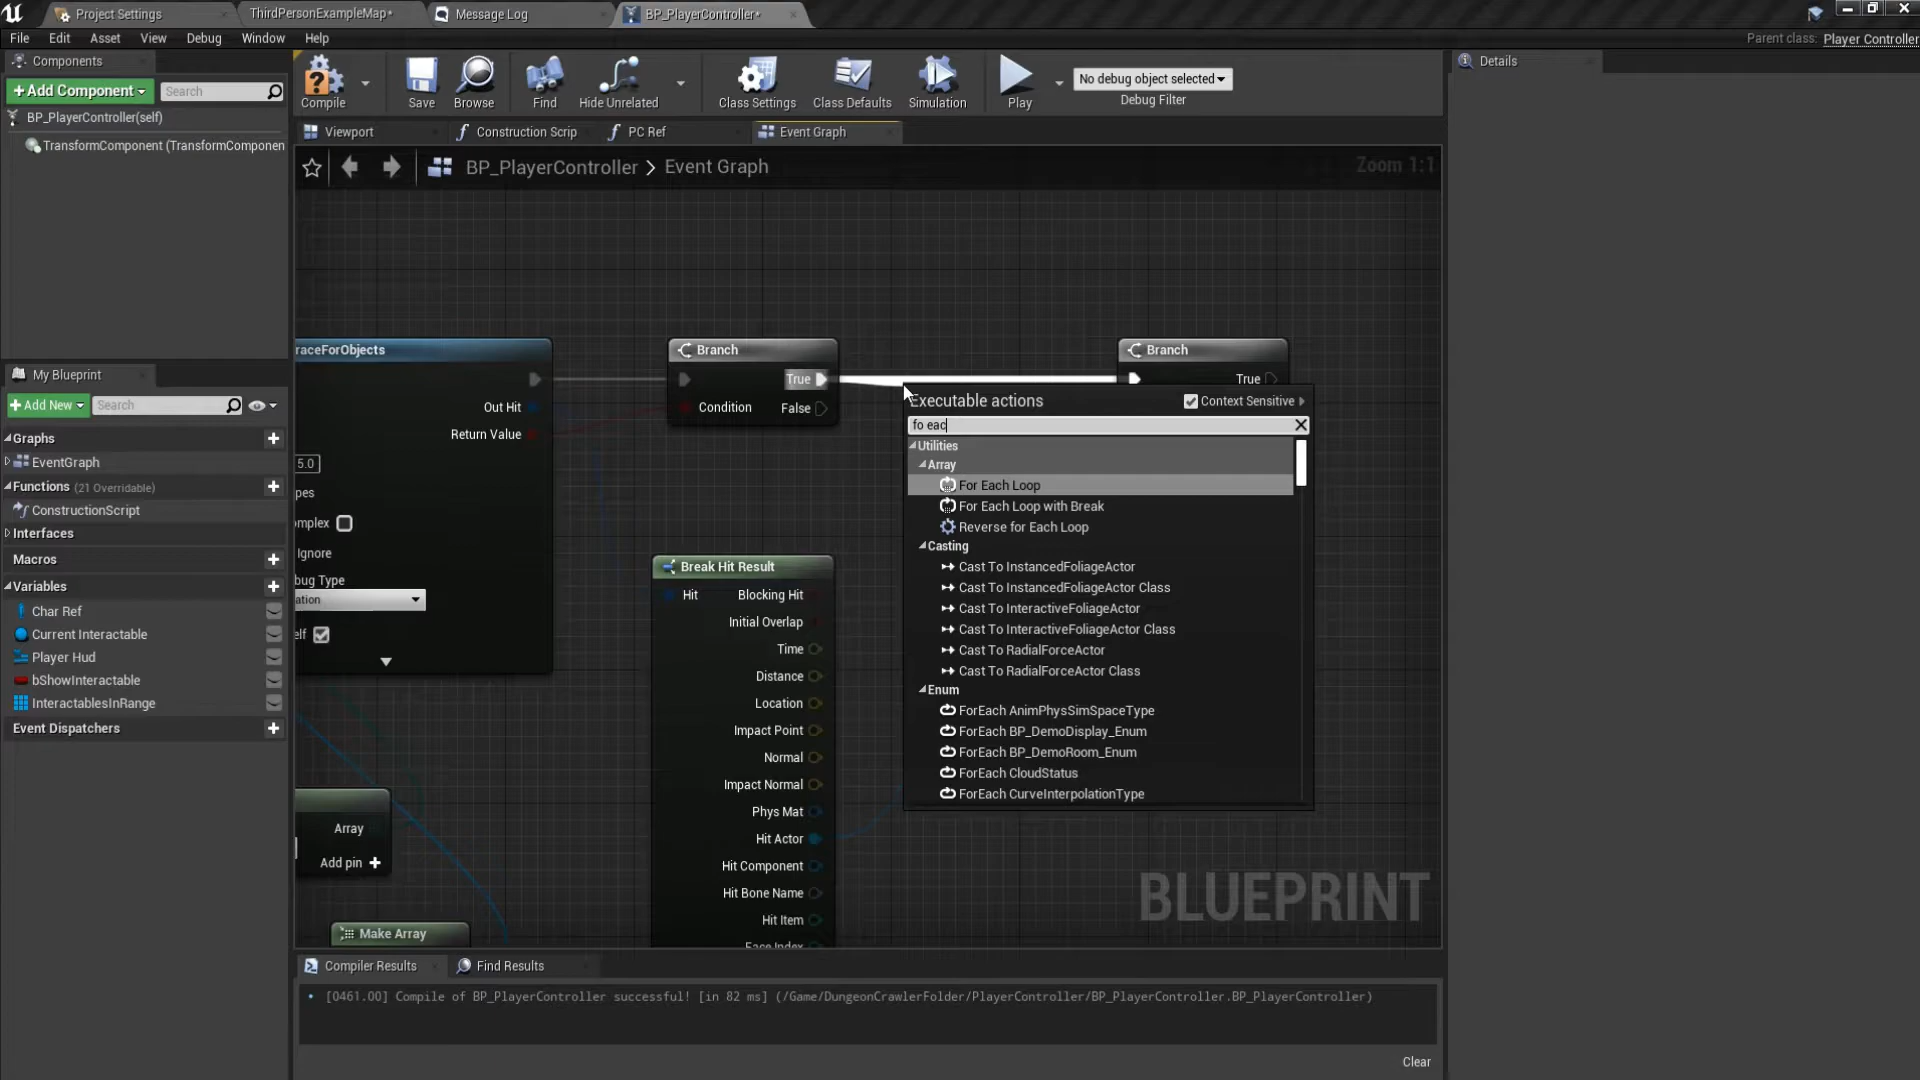 Project Settings
ThirdPersonExampleMap*
Message Log
BP_PlayerController*
File Edit Asset View Debug Window Help
Parent class: Player Controller
Components
+Add Component
Search
BP_PlayerController(self)
TransformComponent (TransformComponen
Compile
Save
Browse
Find
Hide Unrelated
Class Settings
Class Defaults
Simulation
Play
No debug object selected
Debug Filter
Details
Viewport
Construction Scrip
PC Ref
Event Graph
BP_PlayerController > Event Graph
Zoom 1:1
My Blueprint
+Add New
Search
Graphs
EventGraph
Functions (21 Overridable)
ConstructionScript
Interfaces
Macros
Variables
Char Ref
Current Interactable
Player Hud
bShowInteractable
InteractablesInRange
Event Dispatchers
raceForObjects
Out Hit
Return Value
5.0
pes
omplex
Ignore
bug Type
ation
elf
Array
Add pin +
Make Array
Branch
True
Condition
False
Branch
True
Break Hit Result
Hit
Blocking Hit
Initial Overlap
Time
Distance
Location
Impact Point
Normal
Impact Normal
Phys Mat
Hit Actor
Hit Component
Hit Bone Name
Hit Item
Face Index
Executable actions
Context Sensitive
fo eac
Utilities
Array
For Each Loop
For Each Loop with Break
Reverse for Each Loop
Casting
Cast To InstancedFoliageActor
Cast To InstancedFoliageActor Class
Cast To InteractiveFoliageActor
Cast To InteractiveFoliageActor Class
Cast To RadialForceActor
Cast To RadialForceActor Class
Enum
ForEach AnimPhysSimSpaceType
ForEach BP_DemoDisplay_Enum
ForEach BP_DemoRoom_Enum
ForEach CloudStatus
ForEach CurveInterpolationType
BLUEPRINT
Compiler Results
Find Results
[0461.00] Compile of BP_PlayerController successful! [in 82 ms] (/Game/DungeonCrawlerFolder/PlayerController/BP_PlayerController.BP_PlayerController)
Clear